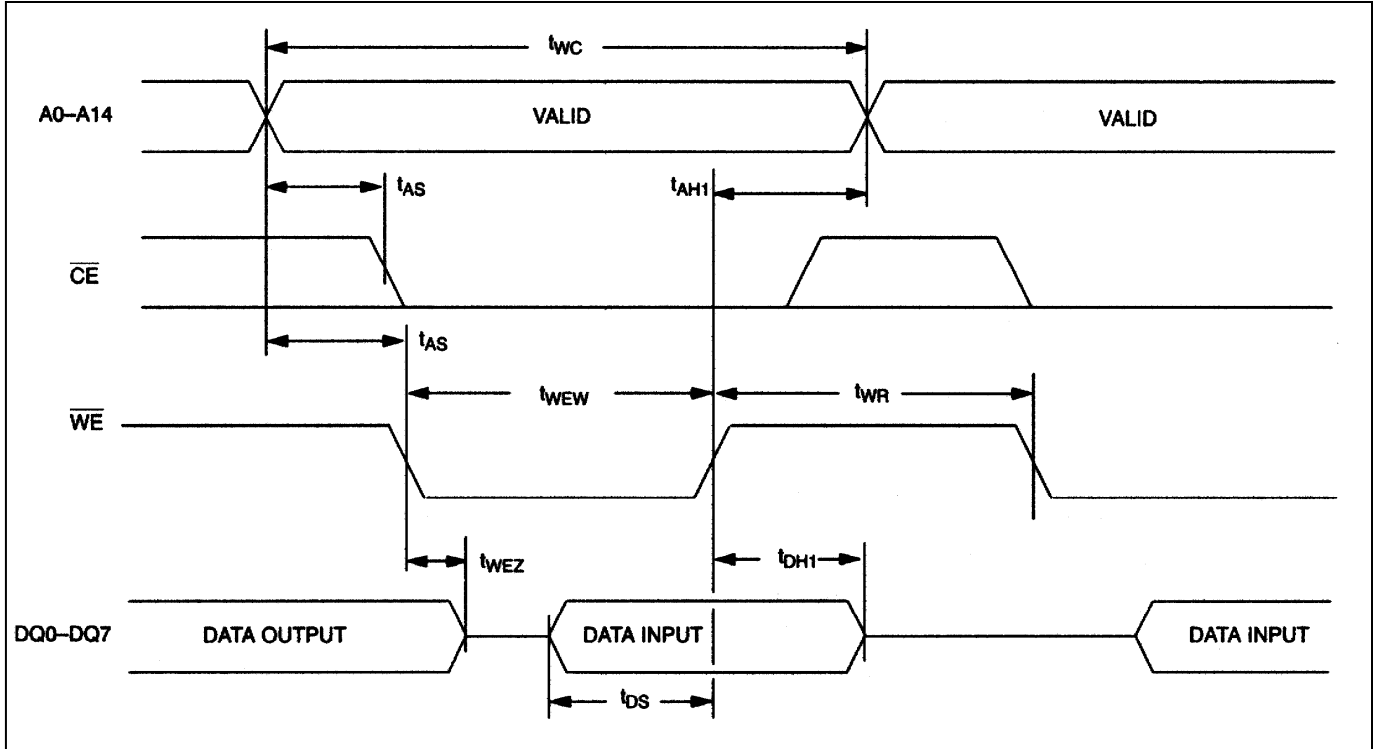 tWC
A0–A14 VALID VALID
tAS tAH1
CE
tAS
tWEW tWR
WE
tWEZ tDH1
DQ0–DQ7 DATA OUTPUT DATA INPUT DATA INPUT
tDS